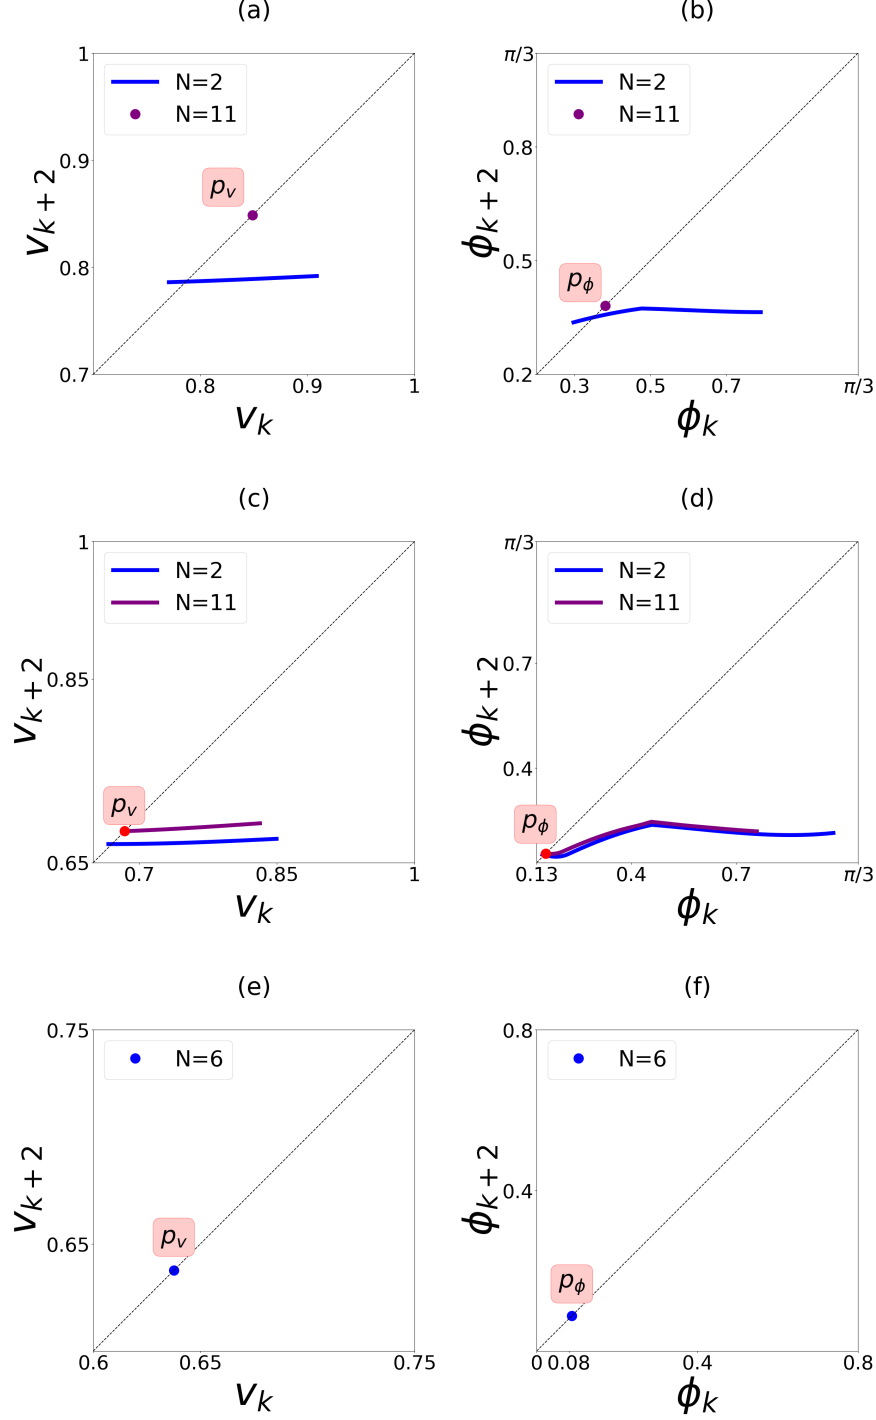 (a)
1
0.9
0.8
0.7
0.8
0.9
1
v_{k+2}
v_k
N=2
N=11
p_v
(b)
π/3
0.8
0.5
0.2
0.3
0.5
0.7
π/3
ϕ_{k+2}
ϕ_k
N=2
N=11
p_ϕ
(c)
1
0.85
0.65
0.7
0.85
1
v_{k+2}
v_k
N=2
N=11
p_v
(d)
π/3
0.7
0.4
0.13
0.4
0.7
π/3
ϕ_{k+2}
ϕ_k
N=2
N=11
p_ϕ
(e)
0.75
0.65
0.6
0.65
0.75
v_{k+2}
v_k
N=6
p_v
(f)
0.8
0.4
0
0.08
0.4
0.8
ϕ_{k+2}
ϕ_k
N=6
p_ϕ